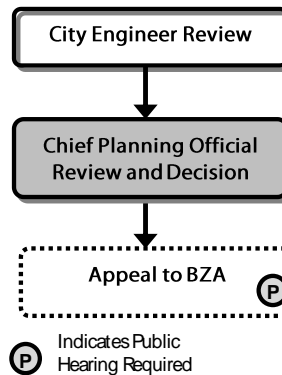 City Engineer Review
Chief Planning Official
Review and Decision
Appeal to BZA
P
P
Indicates Public
Hearing Required